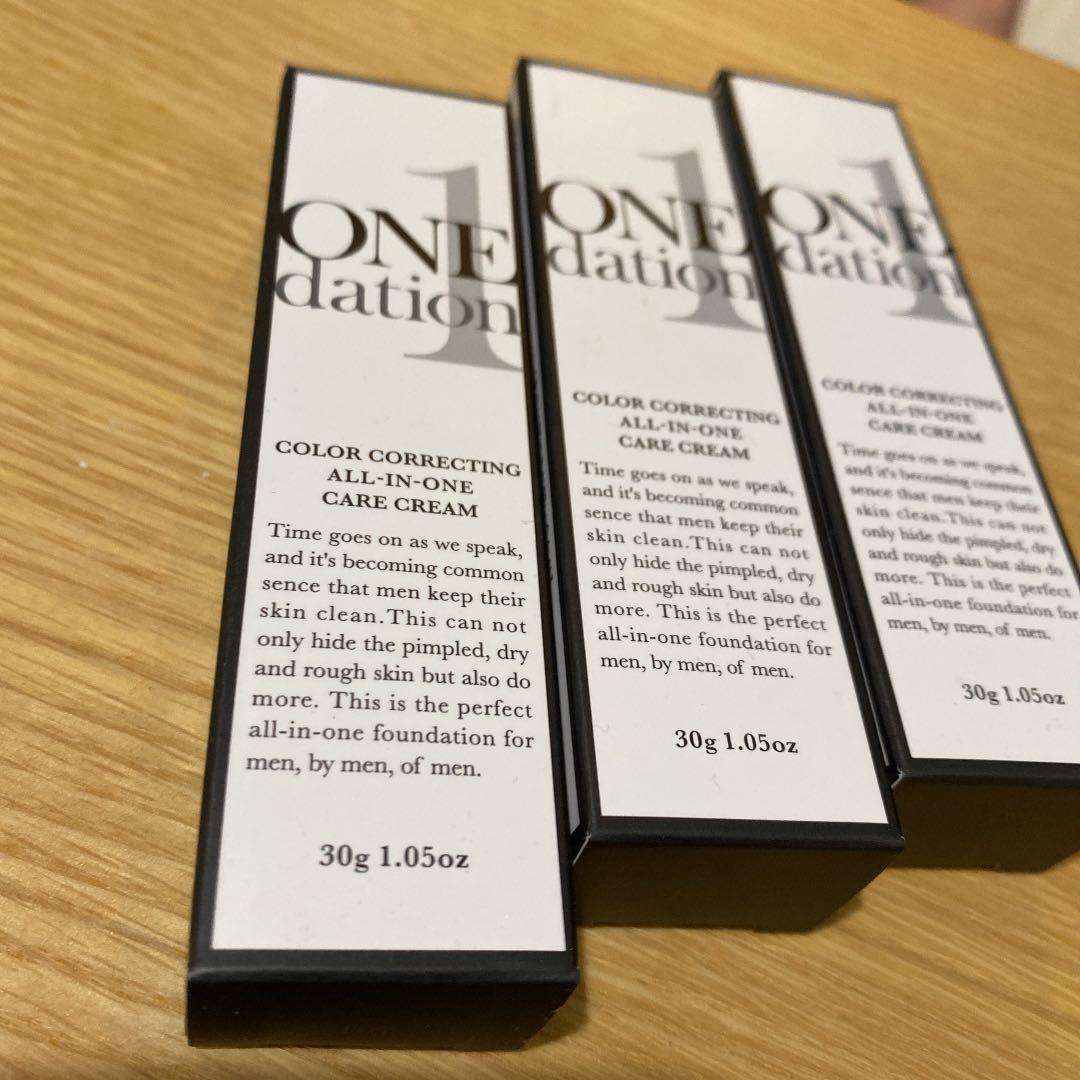 1
ONE
dation
COLOR CORRECTING
ALL-IN-ONE
CARE CREAM
Time goes on as we speak,
and it's becoming common
sence that men keep their
skin clean.This can not
only hide the pimpled, dry
and rough skin but also do
more. This is the perfect
all-in-one foundation for
men, by men, of men.
30g 1.05oz
1
ONE
dation
COLOR CORRECTING
ALL-IN-ONE
CARE CREAM
Time goes on as we speak,
and it's becoming common
sence that men keep their
skin clean.This can not
only hide the pimpled, dry
and rough skin but also do
more. This is the perfect
all-in-one foundation for
men, by men, of men.
30g 1.05oz
1
ONE
dation
COLOR CORRECTING
ALL-IN-ONE
CARE CREAM
Time goes on as we speak,
and it's becoming common
sence that men keep their
skin clean.This can not
only hide the pimpled, dry
and rough skin but also do
more. This is the perfect
all-in-one foundation for
men, by men, of men.
30g 1.05oz